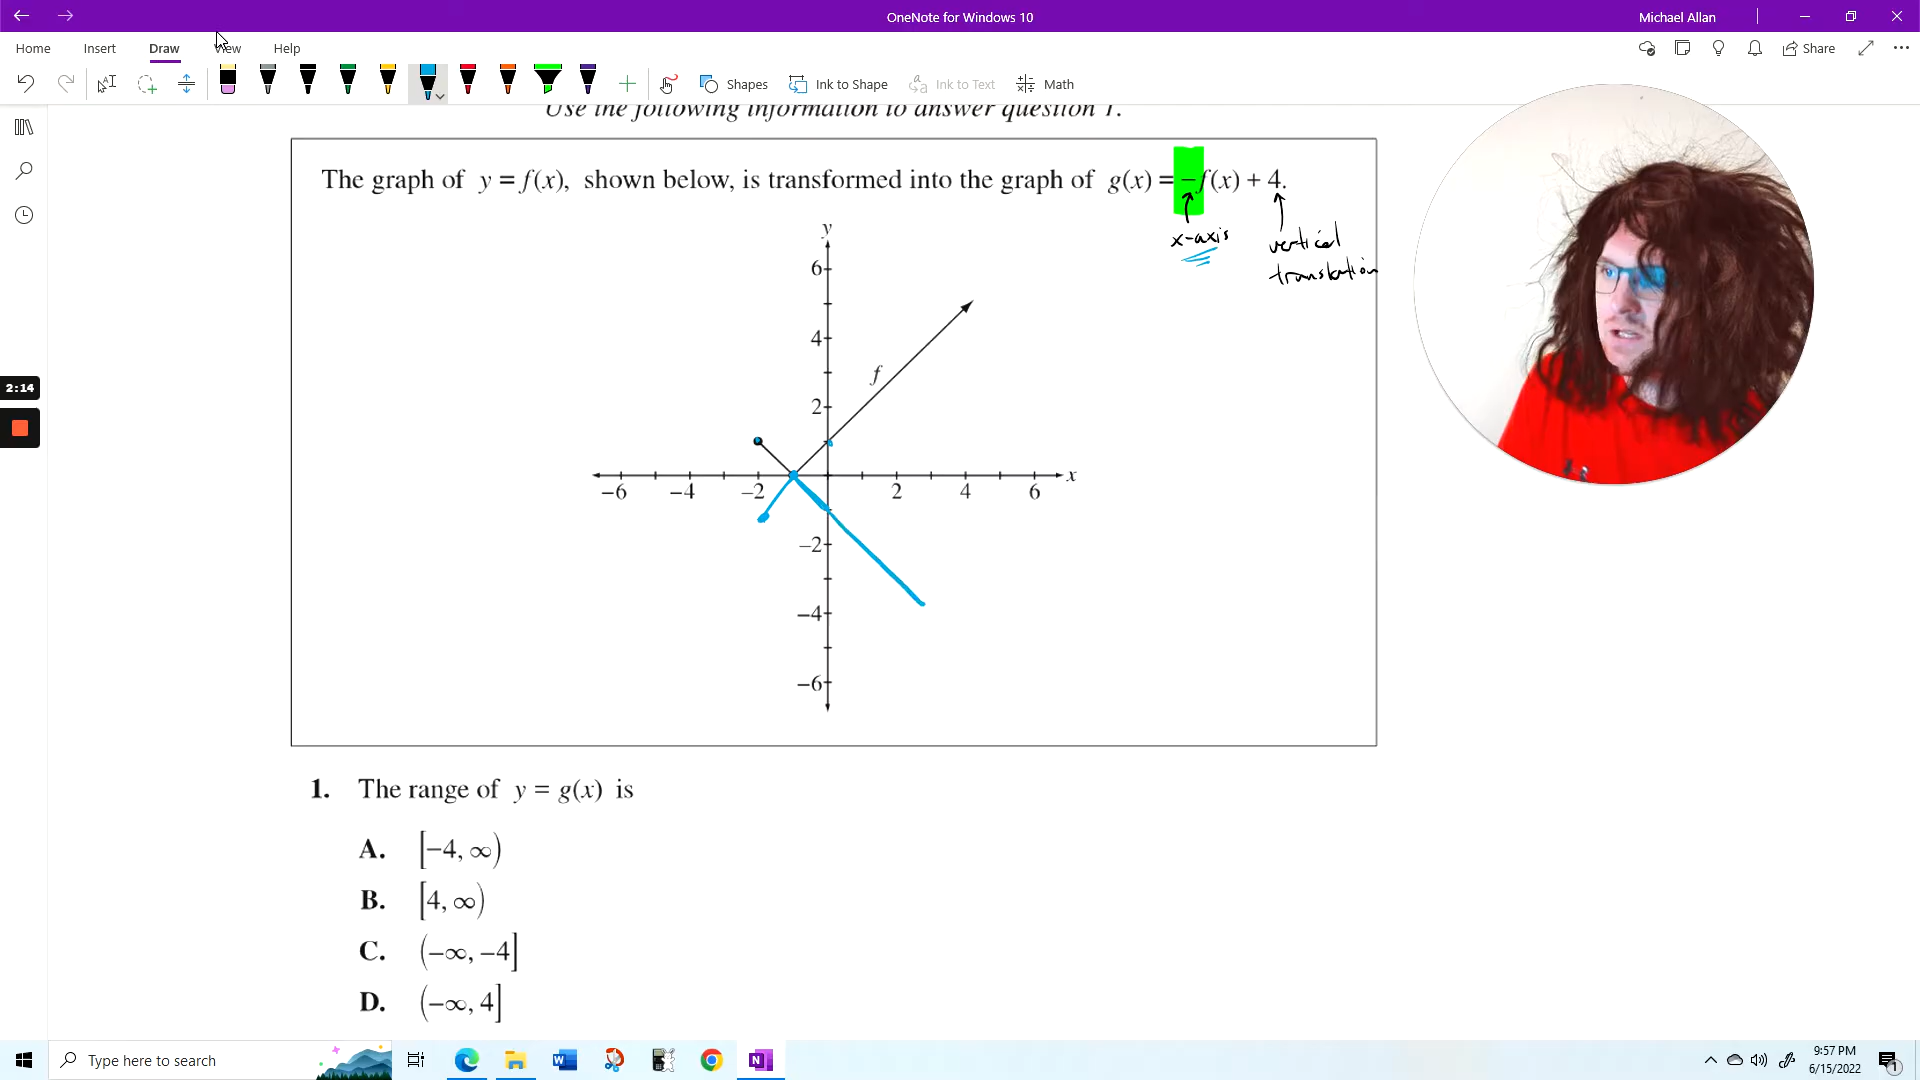 OneNote for Windows 10
Michael Allan
Home Insert Draw View Help
Share
Shapes Ink to Shape Ink to Text Math
Use the following information to answer question 1.
The graph of y = f(x), shown below, is transformed into the graph of g(x) = −f(x) + 4.
x-axis
vertical
translation
y
6
4
f
2
−6 −4 −2 2 4 6 x
−2
−4
−6
2:14
1. The range of y = g(x) is
A. [−4, ∞)
B. [4, ∞)
C. (−∞, −4]
D. (−∞, 4]
Type here to search
9:57 PM
6/15/2022
1